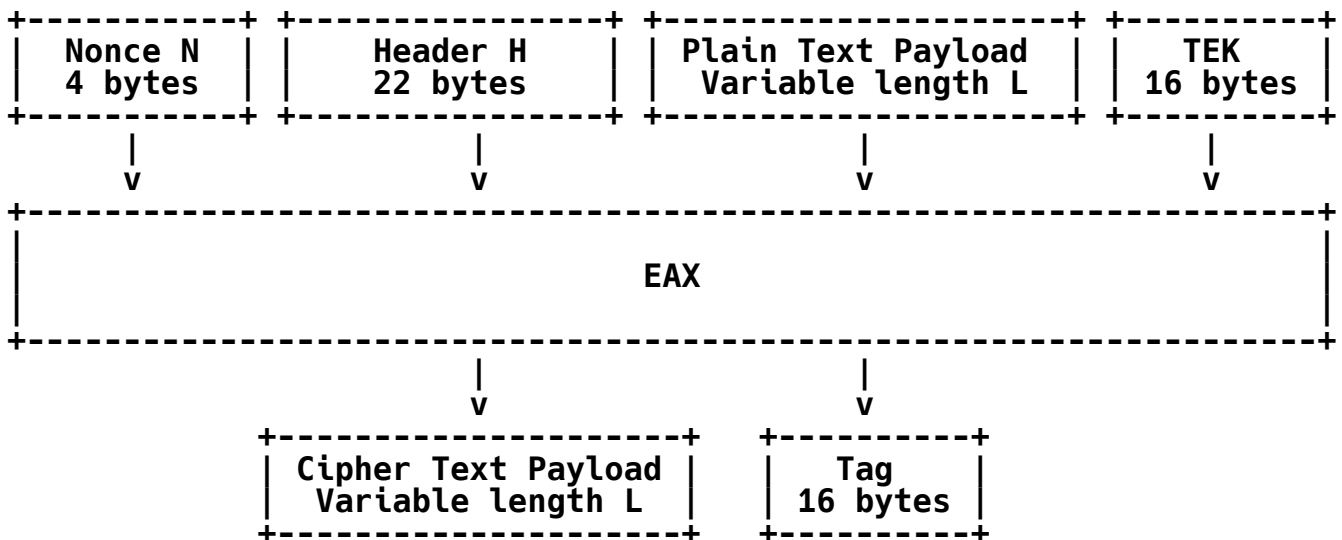 Nonce N Header H Plain Text Payload TEK
4 bytes 22 bytes Variable length L 16 bytes
EAX
Cipher Text Payload Tag
Variable length L 16 bytes